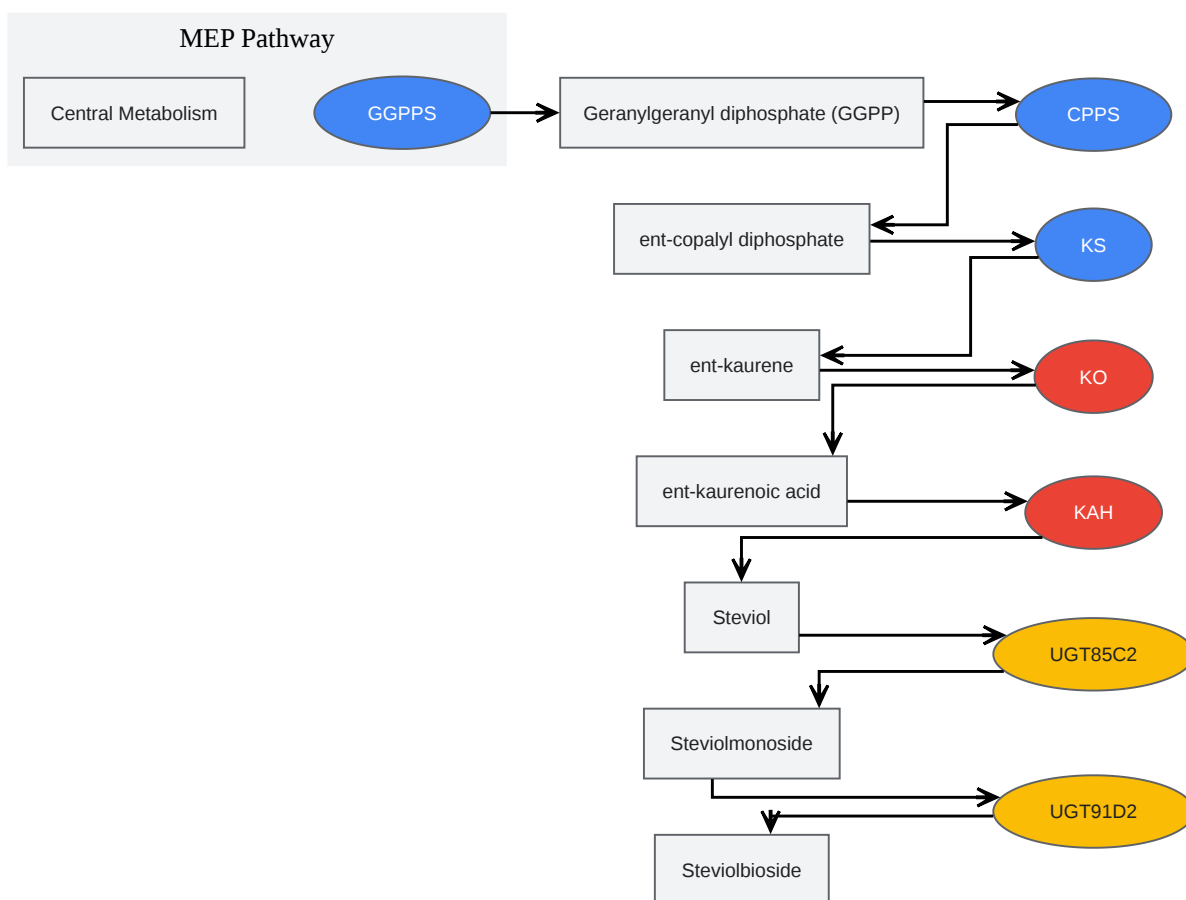 MEP Pathway
Central Metabolism
GGPPS
Geranylgeranyl diphosphate (GGPP)
CPPS
ent-copalyl diphosphate
KS
ent-kaurene
KO
ent-kaurenoic acid
KAH
Steviol
UGT85C2
Steviolmonoside
UGT91D2
Steviolbioside